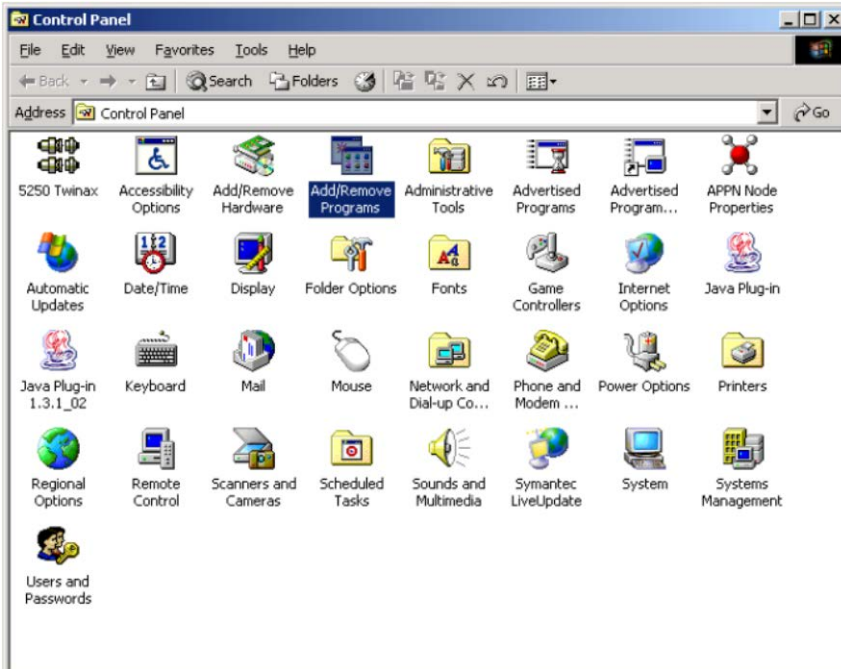 Control Panel
File Edit View Favorites Tools Help
Back Search Folders
Address Control Panel Go
5250 Twinax Accessibility Options Add/Remove Hardware Add/Remove Programs Administrative Tools Advertised Programs Advertised Program... APPN Node Properties
Automatic Updates Date/Time Display Folder Options Fonts Game Controllers Internet Options Java Plug-in
Java Plug-in 1.3.1_02 Keyboard Mail Mouse Network and Dial-up Co... Phone and Modem ... Power Options Printers
Regional Options Remote Control Scanners and Cameras Scheduled Tasks Sounds and Multimedia Symantec LiveUpdate System Systems Management
Users and Passwords